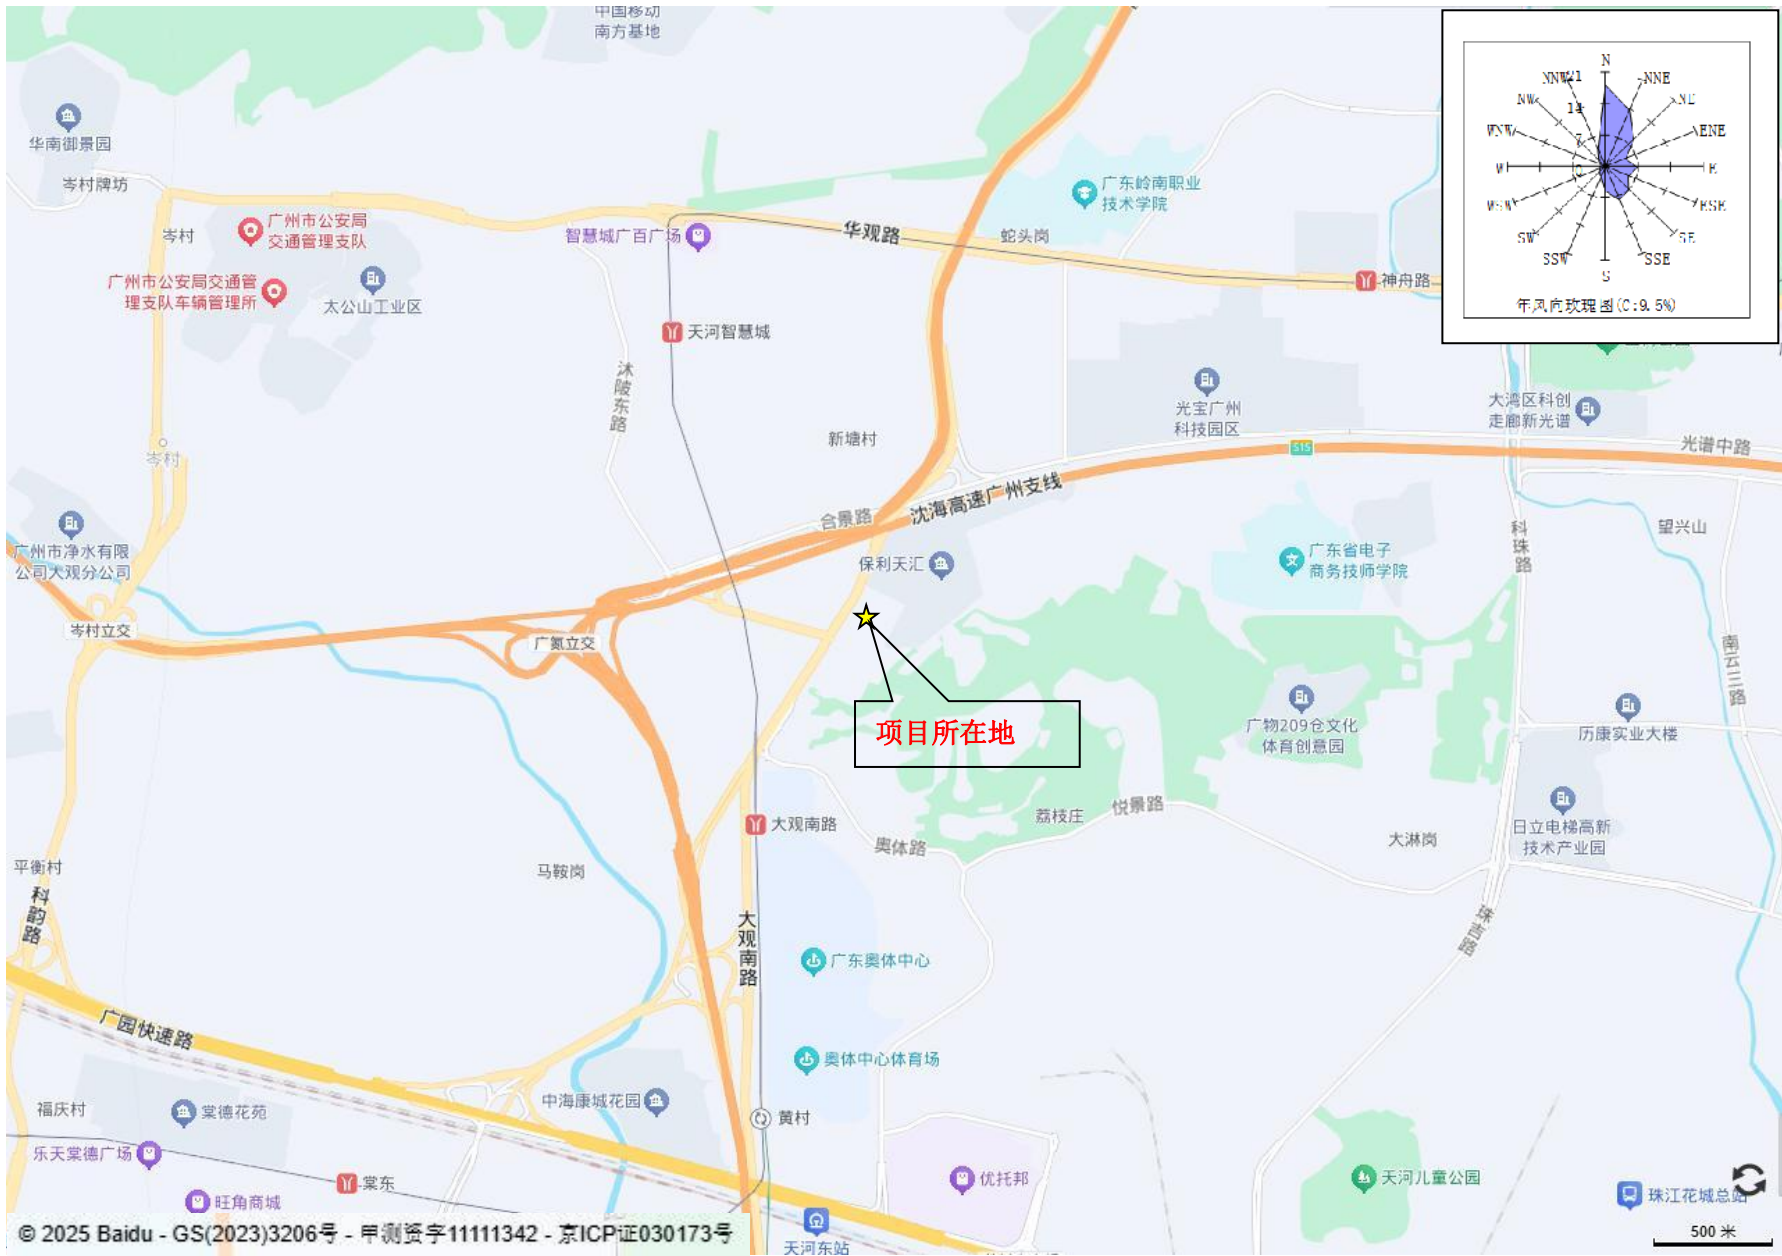 中国移动
南方基地
华南御景园
岑村牌坊
岑村
广州市公安局
交通管理支队
广州市公安局交通管
理支队车辆管理所
太公山工业区
智慧城广百广场
华观路
广东岭南职业
技术学院
蛇头岗
神舟路
天河智慧城
沐陂东路
新塘村
光宝广州
科技园区
大湾区科创
走廊新光谱
光谱中路
S15
沈海高速广州支线
合景路
岑村
广州市净水有限
公司大观分公司
岑村立交
广氮立交
保利天汇
广东省电子
商务技师学院
科珠路
望兴山
南云三路
项目所在地
广物209仓文化
体育创意园
历康实业大楼
日立电梯高新
技术产业园
大观南路
奥体路
荔枝庄
悦景路
大淋岗
珠吉路
平衡村
科韵路
马鞍岗
大观南路
广东奥体中心
奥体中心体育场
广园快速路
福庆村
棠德花苑
中海康城花园
黄村
乐天棠德广场
棠东
旺角商城
优托邦
天河儿童公园
珠江花城总站
天河东站
500 米
© 2025 Baidu - GS(2023)3206号 - 甲测资字11111342 - 京ICP证030173号
N
NNE
NE
ENE
E
ESE
SE
SSE
S
SSW
SW
WSW
W
WNW
NW
NNW
21
14
7
0
年风向玫瑰图(C:9.5%)